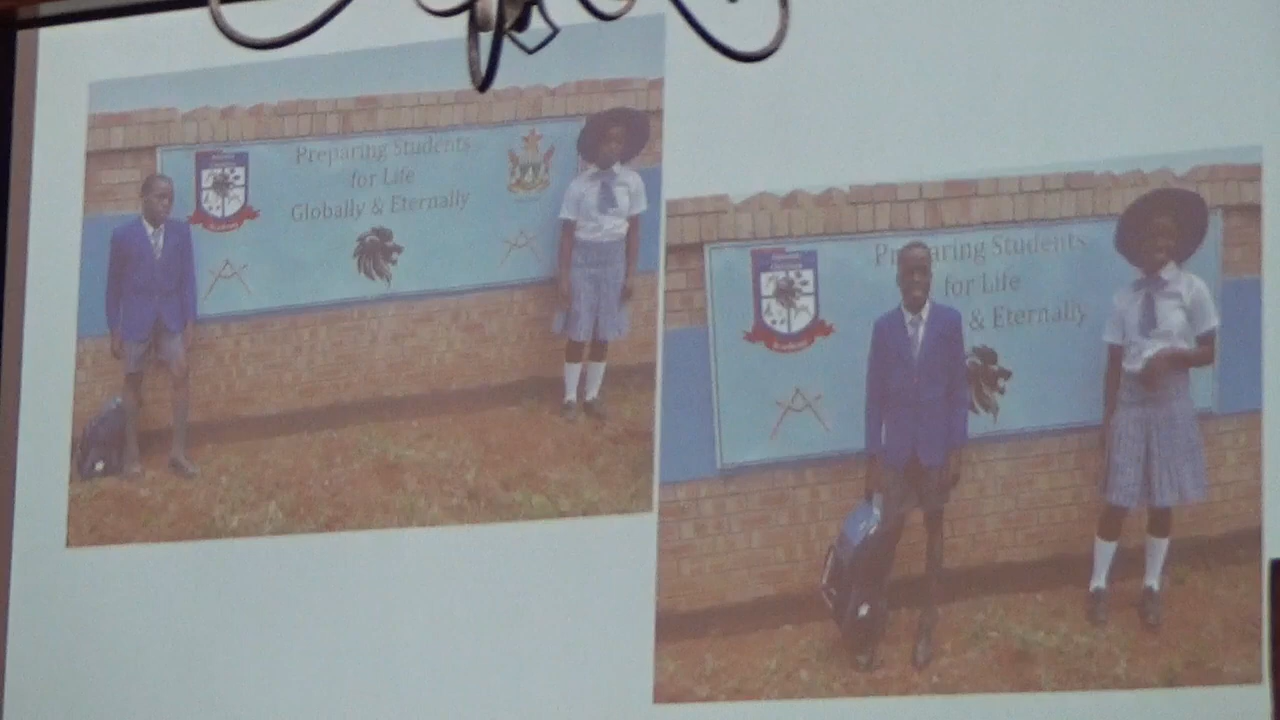 Preparing Students
for Life
Globally & Eternally
Preparing Students
for Life
& Eternally